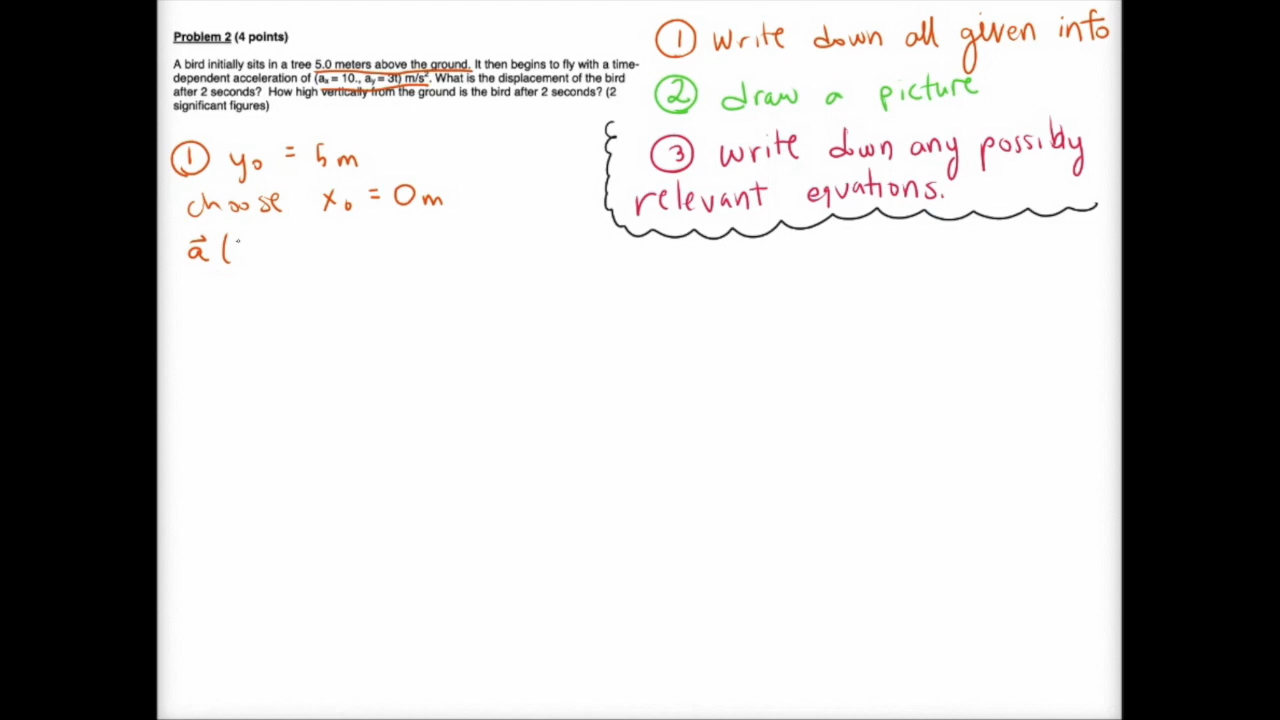 Problem 2 (4 points)
A bird initially sits in a tree 5.0 meters above the ground. It then begins to fly with a time-
dependent acceleration of (aₓ = 10., aᵧ = 3t) m/s². What is the displacement of the bird
after 2 seconds? How high vertically from the ground is the bird after 2 seconds? (2
significant figures)
① y₀ = 5 m
choose x₀ = 0 m
a⃗ (
① write down all given info
② draw a picture
③ write down any possibly
relevant equations.